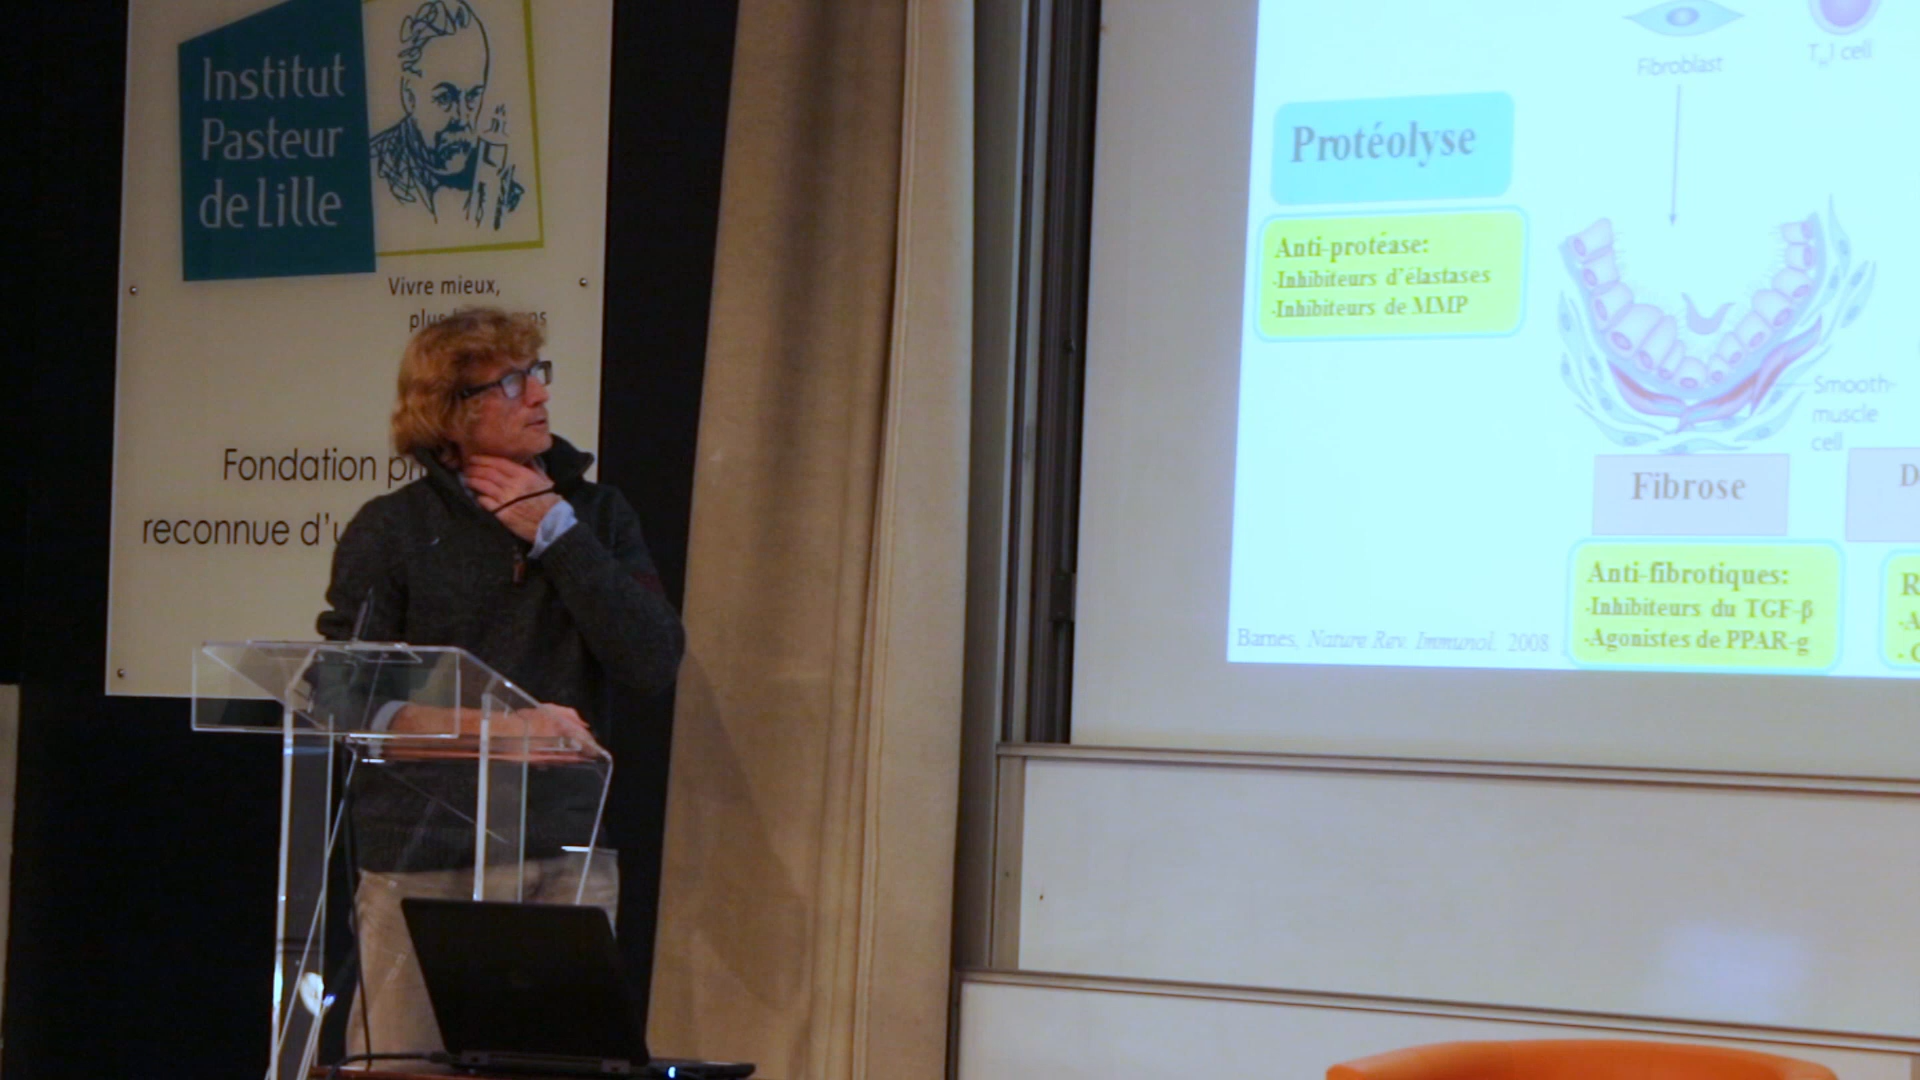 Institut
Pasteur
de Lille
Vivre mieux,
Fondation
reconnue d'u
Fibroblast
cell
Protéolyse
Anti-protéase:
-Inhibiteurs d'élastases
-Inhibiteurs de MMP
Smooth-
muscle
cell
Fibrose
D
Anti-fibrotiques:
-Inhibiteurs du TGF-β
-Agonistes de PPAR-g
R
-A
Barnes, Nature Rev. Immunol. 2008